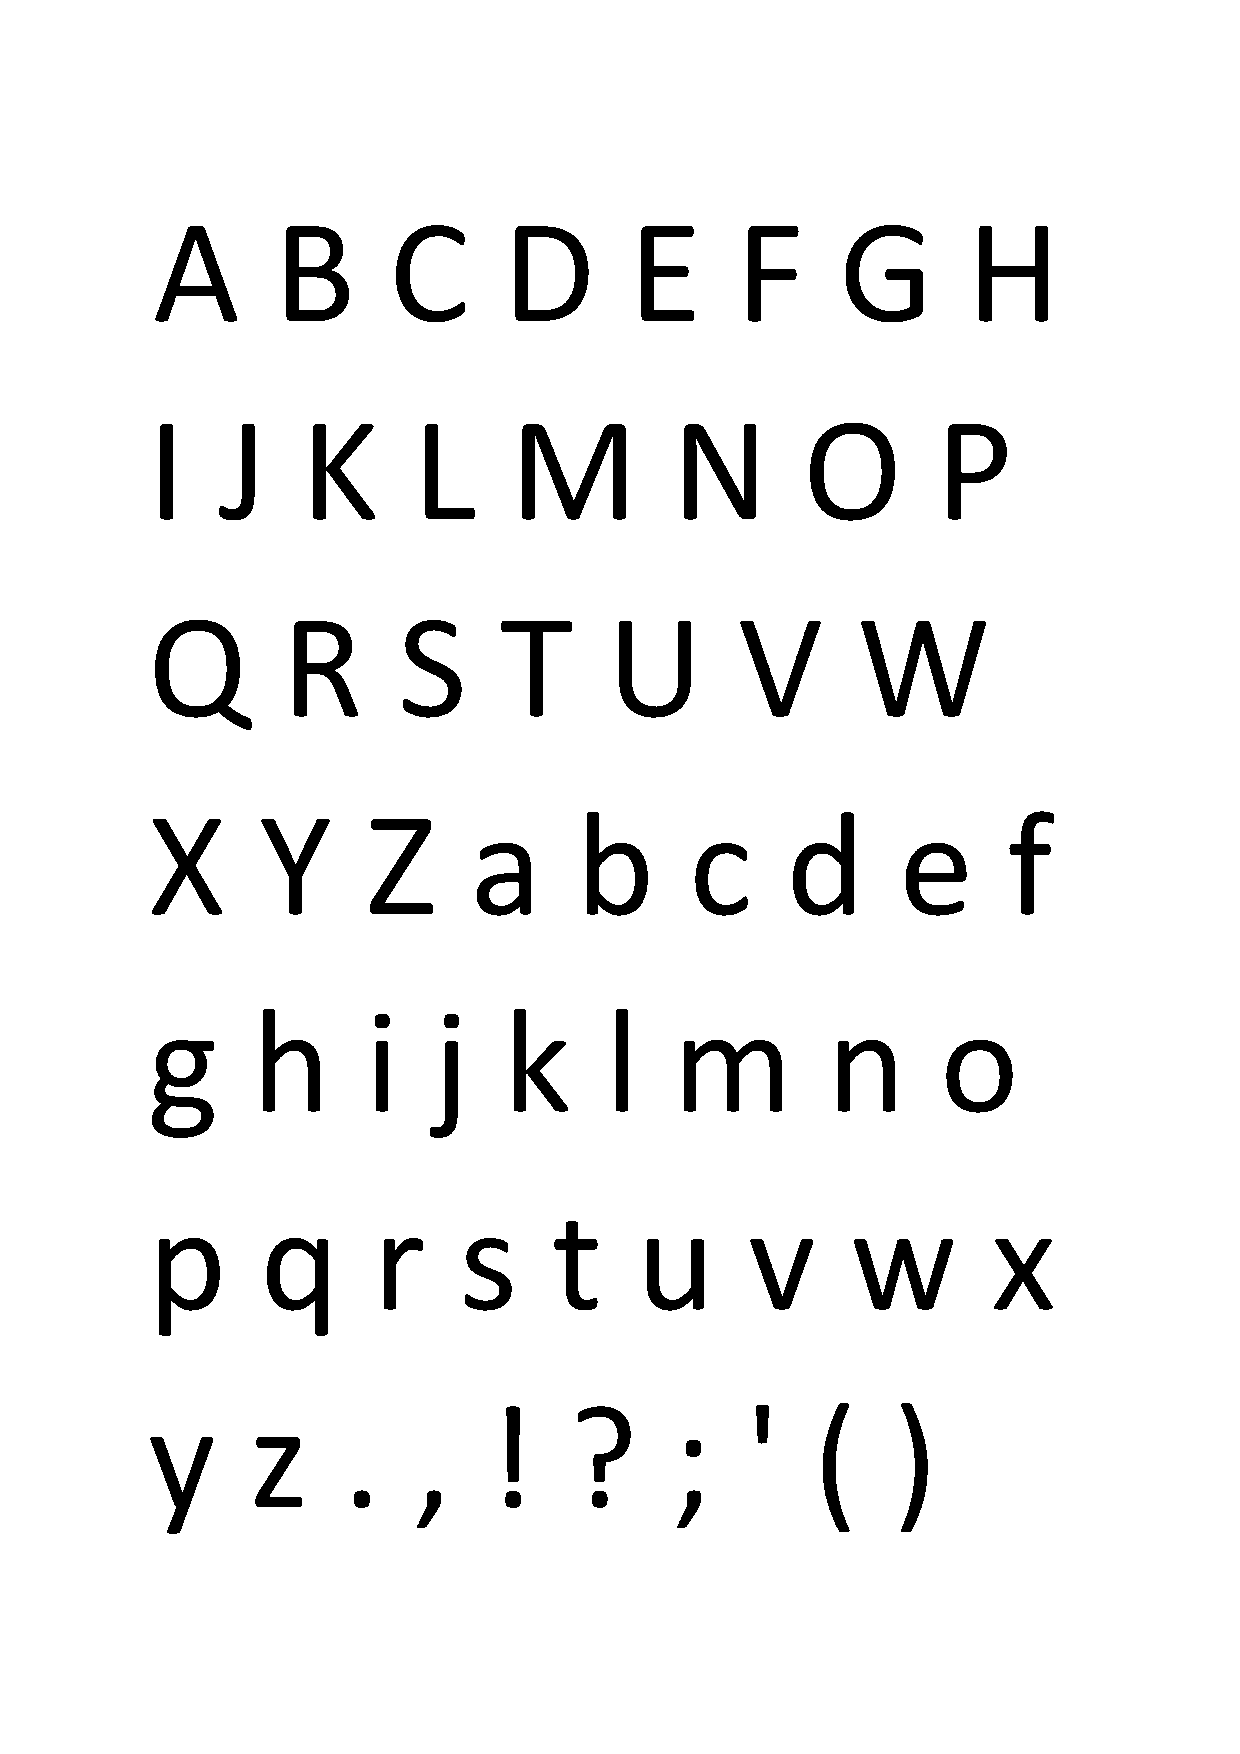 A B C D E F G H
I J K L M N O P
Q R S T U V W
X Y Z a b c d e f
g h i j k l m n o
p q r s t u v w x
y z . , ! ? ; ' ( )